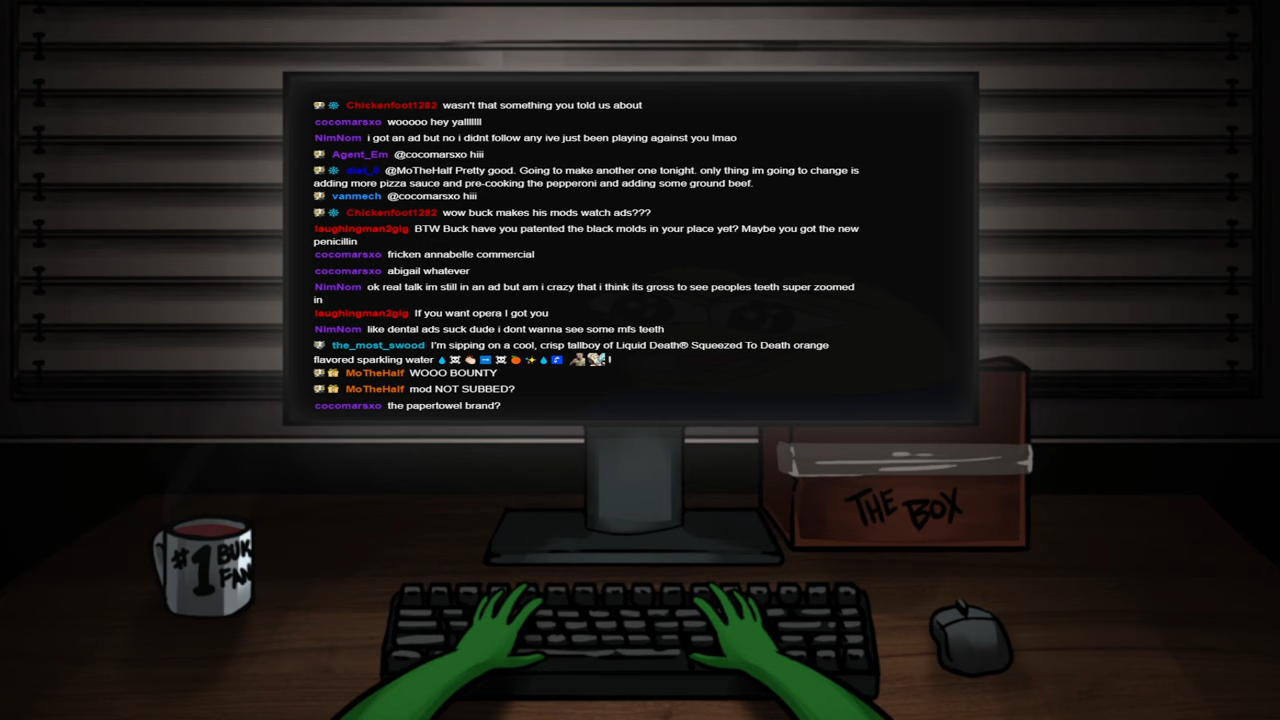 Chickenfoot1282 wasn't that something you told us about
cocomarsxo wooooo hey yallllllll
NimNom i got an ad but no i didnt follow any ive just been playing against you lmao
Agent_Em @cocomarsxo hiii
@MoTheHalf Pretty good. Going to make another one tonight. only thing im going to change is
adding more pizza sauce and pre-cooking the pepperoni and adding some ground beef.
vanmech @cocomarsxo hiii
Chickenfoot1282 wow buck makes his mods watch ads???
laughingman2gig BTW Buck have you patented the black molds in your place yet? Maybe you got the new
penicillin
cocomarsxo fricken annabelle commercial
cocomarsxo abigail whatever
NimNom ok real talk im still in an ad but am i crazy that i think its gross to see peoples teeth super zoomed
in
laughingman2gig If you want opera I got you
NimNom like dental ads suck dude i dont wanna see some mfs teeth
the_most_swood I'm sipping on a cool, crisp tallboy of Liquid Death® Squeezed To Death orange
flavored sparkling water 💧☠️👏🏻➡️☠️🍊✨💧🚰 !
MoTheHalf WOOO BOUNTY
MoTheHalf mod NOT SUBBED?
cocomarsxo the papertowel brand?
THE BOX
#1 BUK
FAN